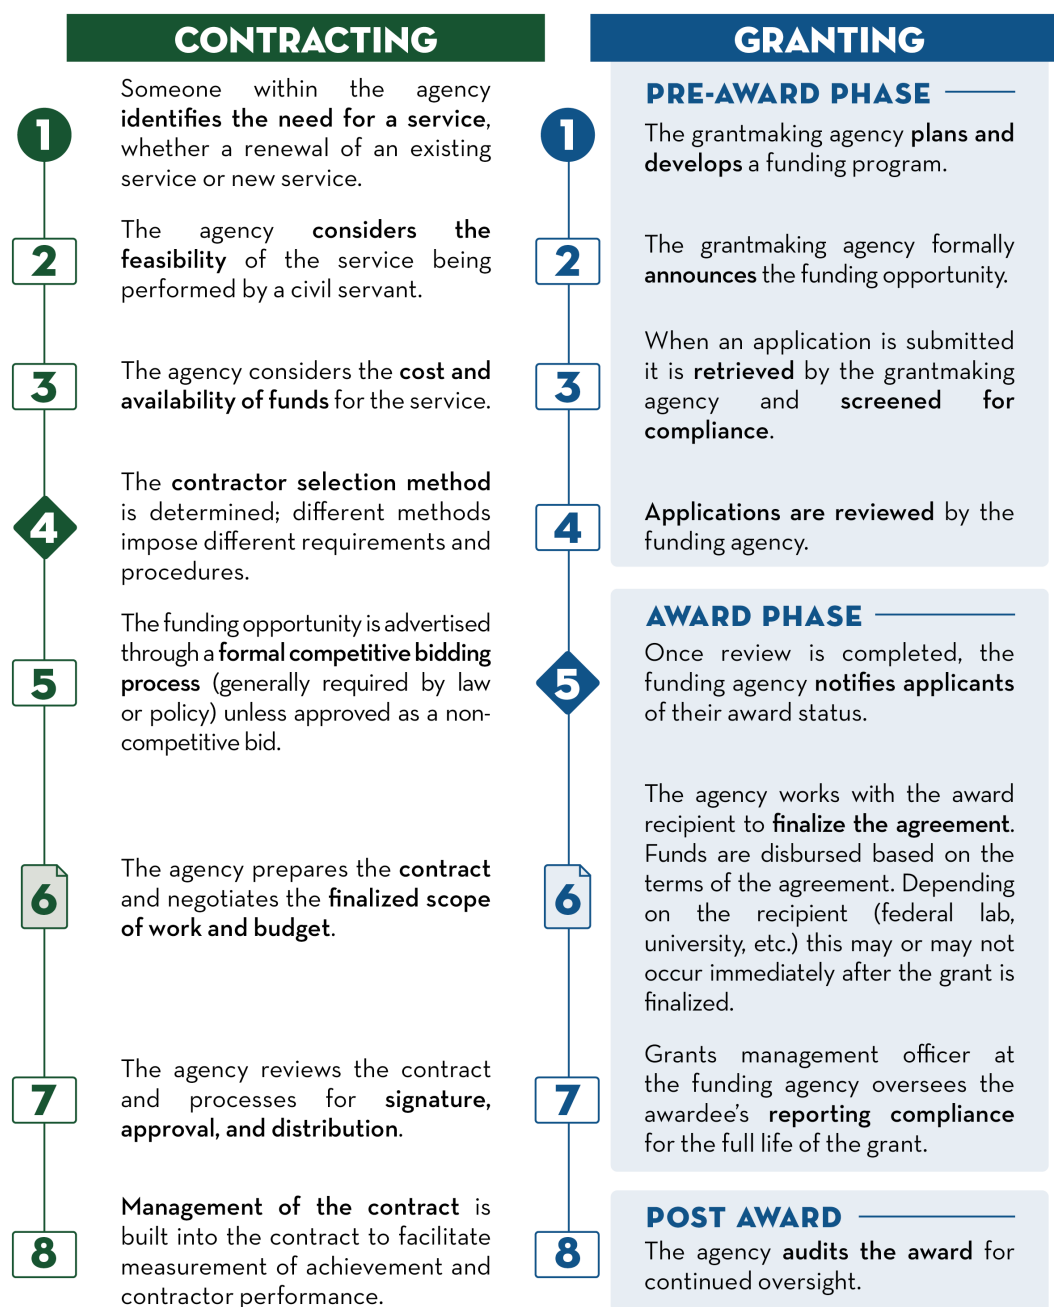 CONTRACTING
1
Someone within the agency
identifies the need for a service,
whether a renewal of an existing
service or new service.
2
The agency considers the
feasibility of the service being
performed by a civil servant.
3
The agency considers the cost and
availability of funds for the service.
4
The contractor selection method
is determined; different methods
impose different requirements and
procedures.
5
The funding opportunity is advertised
through a formal competitive bidding
process (generally required by law
or policy) unless approved as a non-
competitive bid.
6
The agency prepares the contract
and negotiates the finalized scope
of work and budget.
7
The agency reviews the contract
and processes for signature,
approval, and distribution.
8
Management of the contract is
built into the contract to facilitate
measurement of achievement and
contractor performance.
GRANTING
PRE-AWARD PHASE
1
The grantmaking agency plans and
develops a funding program.
2
The grantmaking agency formally
announces the funding opportunity.
3
When an application is submitted
it is retrieved by the grantmaking
agency and screened for
compliance.
4
Applications are reviewed by the
funding agency.
AWARD PHASE
5
Once review is completed, the
funding agency notifies applicants
of their award status.
6
The agency works with the award
recipient to finalize the agreement.
Funds are disbursed based on the
terms of the agreement. Depending
on the recipient (federal lab,
university, etc.) this may or may not
occur immediately after the grant is
finalized.
7
Grants management officer at
the funding agency oversees the
awardee's reporting compliance
for the full life of the grant.
POST AWARD
8
The agency audits the award for
continued oversight.